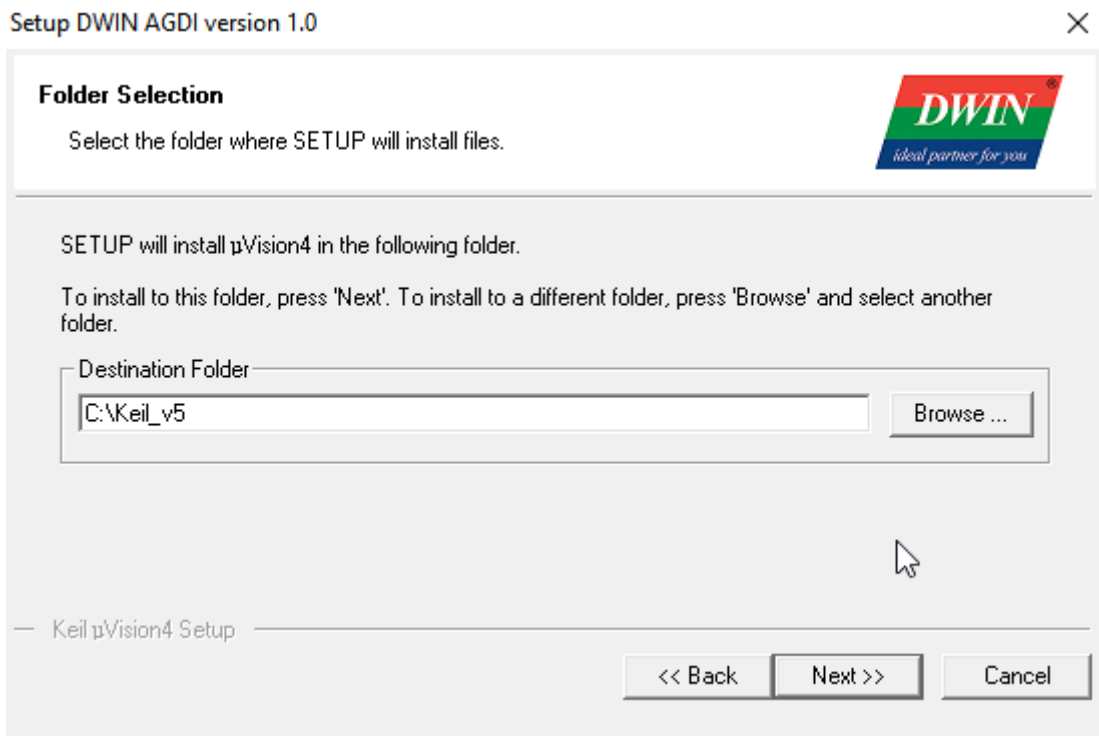 Setup DWIN AGDI version 1.0
Folder Selection
Select the folder where SETUP will install files.
DWIN
®
ideal partner for you
SETUP will install µVision4 in the following folder.
To install to this folder, press 'Next'. To install to a different folder, press 'Browse' and select another
folder.
Destination Folder
C:\Keil_v5
Browse ...
Keil µVision4 Setup
<< Back
Next >>
Cancel